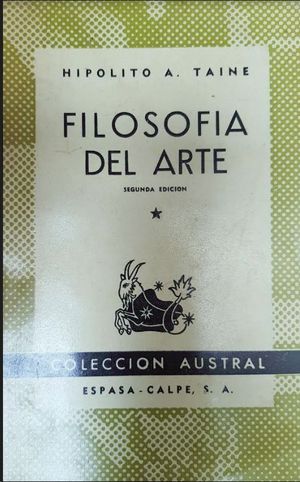 HIPOLITO A. TAINE
FILOSOFIA
DEL ARTE
SEGUNDA EDICION
COLECCION AUSTRAL
ESPASA-CALPE, S. A.